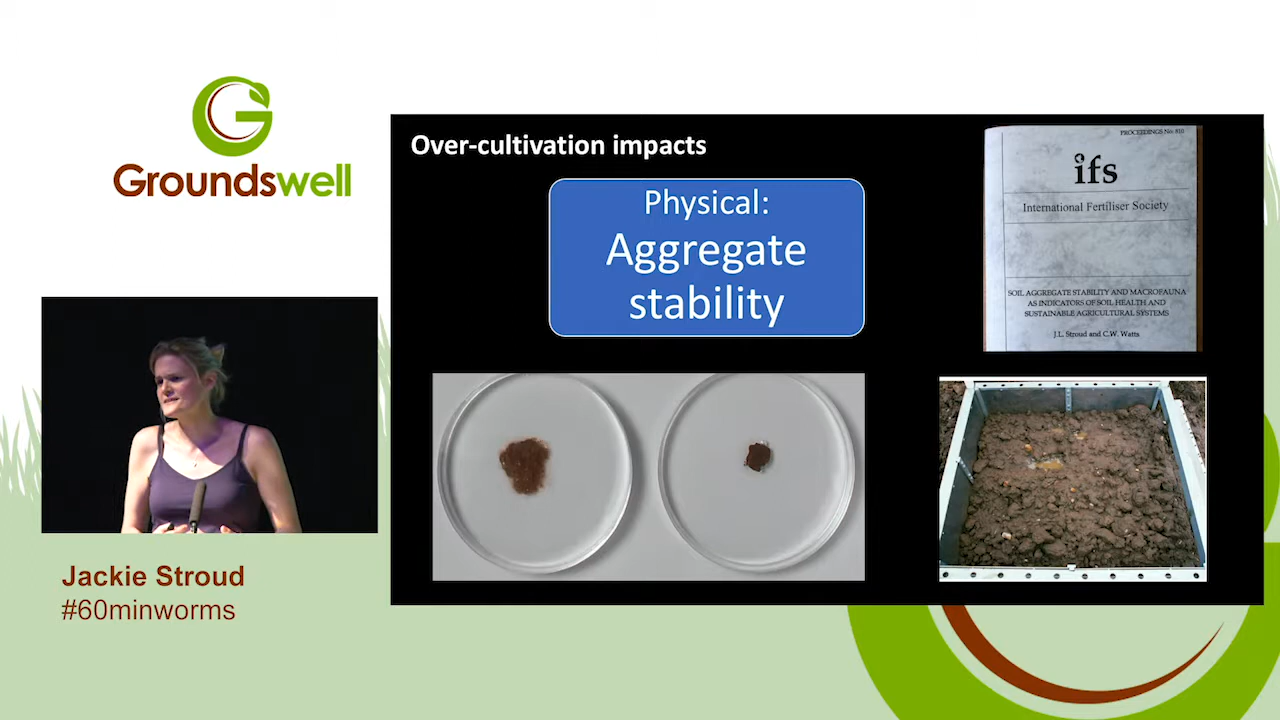 Groundswell
Over-cultivation impacts
Physical:
Aggregate
stability
PROCEEDINGS No: 810
ifs
International Fertiliser Society
SOIL AGGREGATE STABILITY AND MACROFAUNA
AS INDICATORS OF SOIL HEALTH AND
SUSTAINABLE AGRICULTURAL SYSTEMS
J.L. Stroud and C.W. Watts
Jackie Stroud
#60minworms